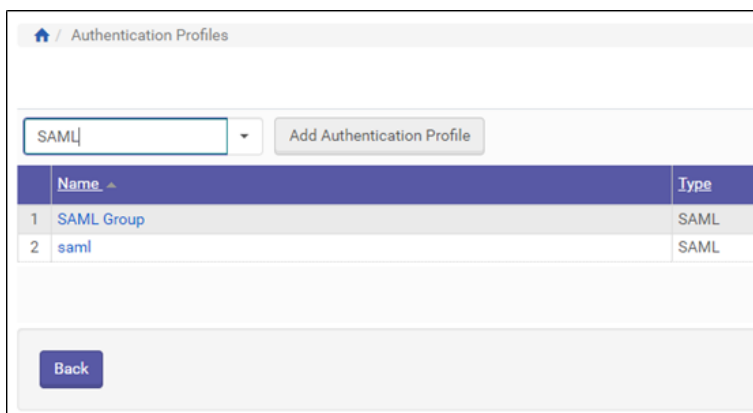 / Authentication Profiles
SAML Add Authentication Profile
Name Type
1 SAML Group SAML
2 saml SAML
Back